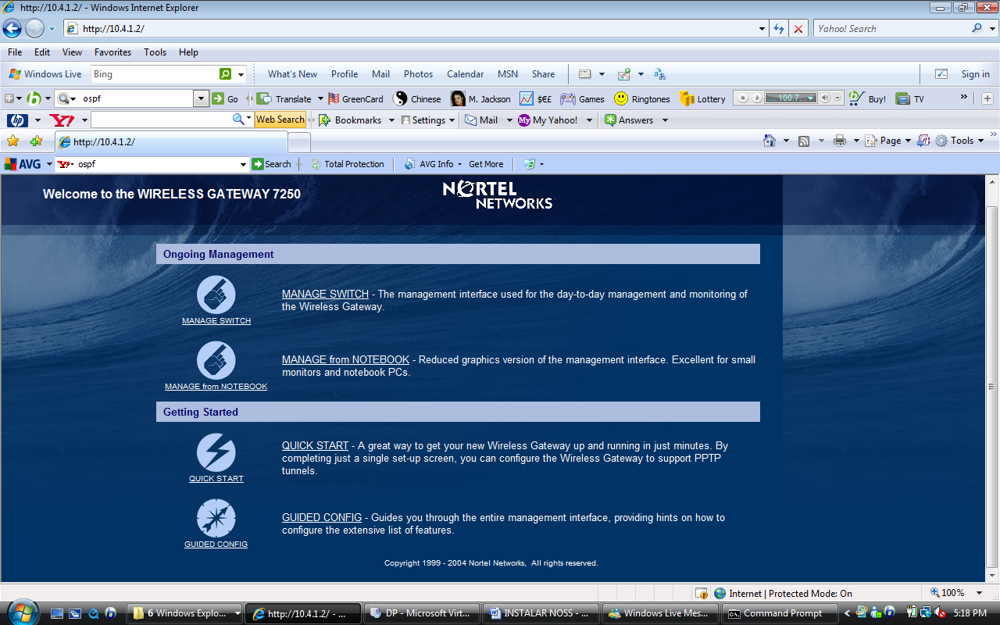 http://10.4.1.2/ - Windows Internet Explorer
http://10.4.1.2/
Yahoo! Search
File Edit View Favorites Tools Help
Windows Live Bing What's New Profile Mail Photos Calendar MSN Share Sign in
ospf Go Translate GreenCard Chinese M. Jackson $€£ Games Ringtones Lottery 100.7... Buy! TV »
hp Y! Web Search Bookmarks Settings Mail My Yahoo! Answers
http://10.4.1.2/ Page Tools »
AVG Y! ospf Search Total Protection AVG Info Get More
Welcome to the WIRELESS GATEWAY 7250
NORTEL
NETWORKS
Ongoing Management
MANAGE SWITCH
MANAGE SWITCH - The management interface used for the day-to-day management and monitoring of
the Wireless Gateway.
MANAGE from NOTEBOOK
MANAGE from NOTEBOOK - Reduced graphics version of the management interface. Excellent for small
monitors and notebook PCs.
Getting Started
QUICK START
QUICK START - A great way to get your new Wireless Gateway up and running in just minutes. By
completing just a single set-up screen, you can configure the Wireless Gateway to support PPTP
tunnels.
GUIDED CONFIG
GUIDED CONFIG - Guides you through the entire management interface, providing hints on how to
configure the extensive list of features.
Copyright 1999 - 2004 Nortel Networks, All rights reserved.
Internet | Protected Mode: On 100%
6 Windows Explo... http://10.4.1.2/ - ... DP - Microsoft Virt... INSTALAR NOSS - ... Windows Live Mes... Command Prompt 5:18 PM